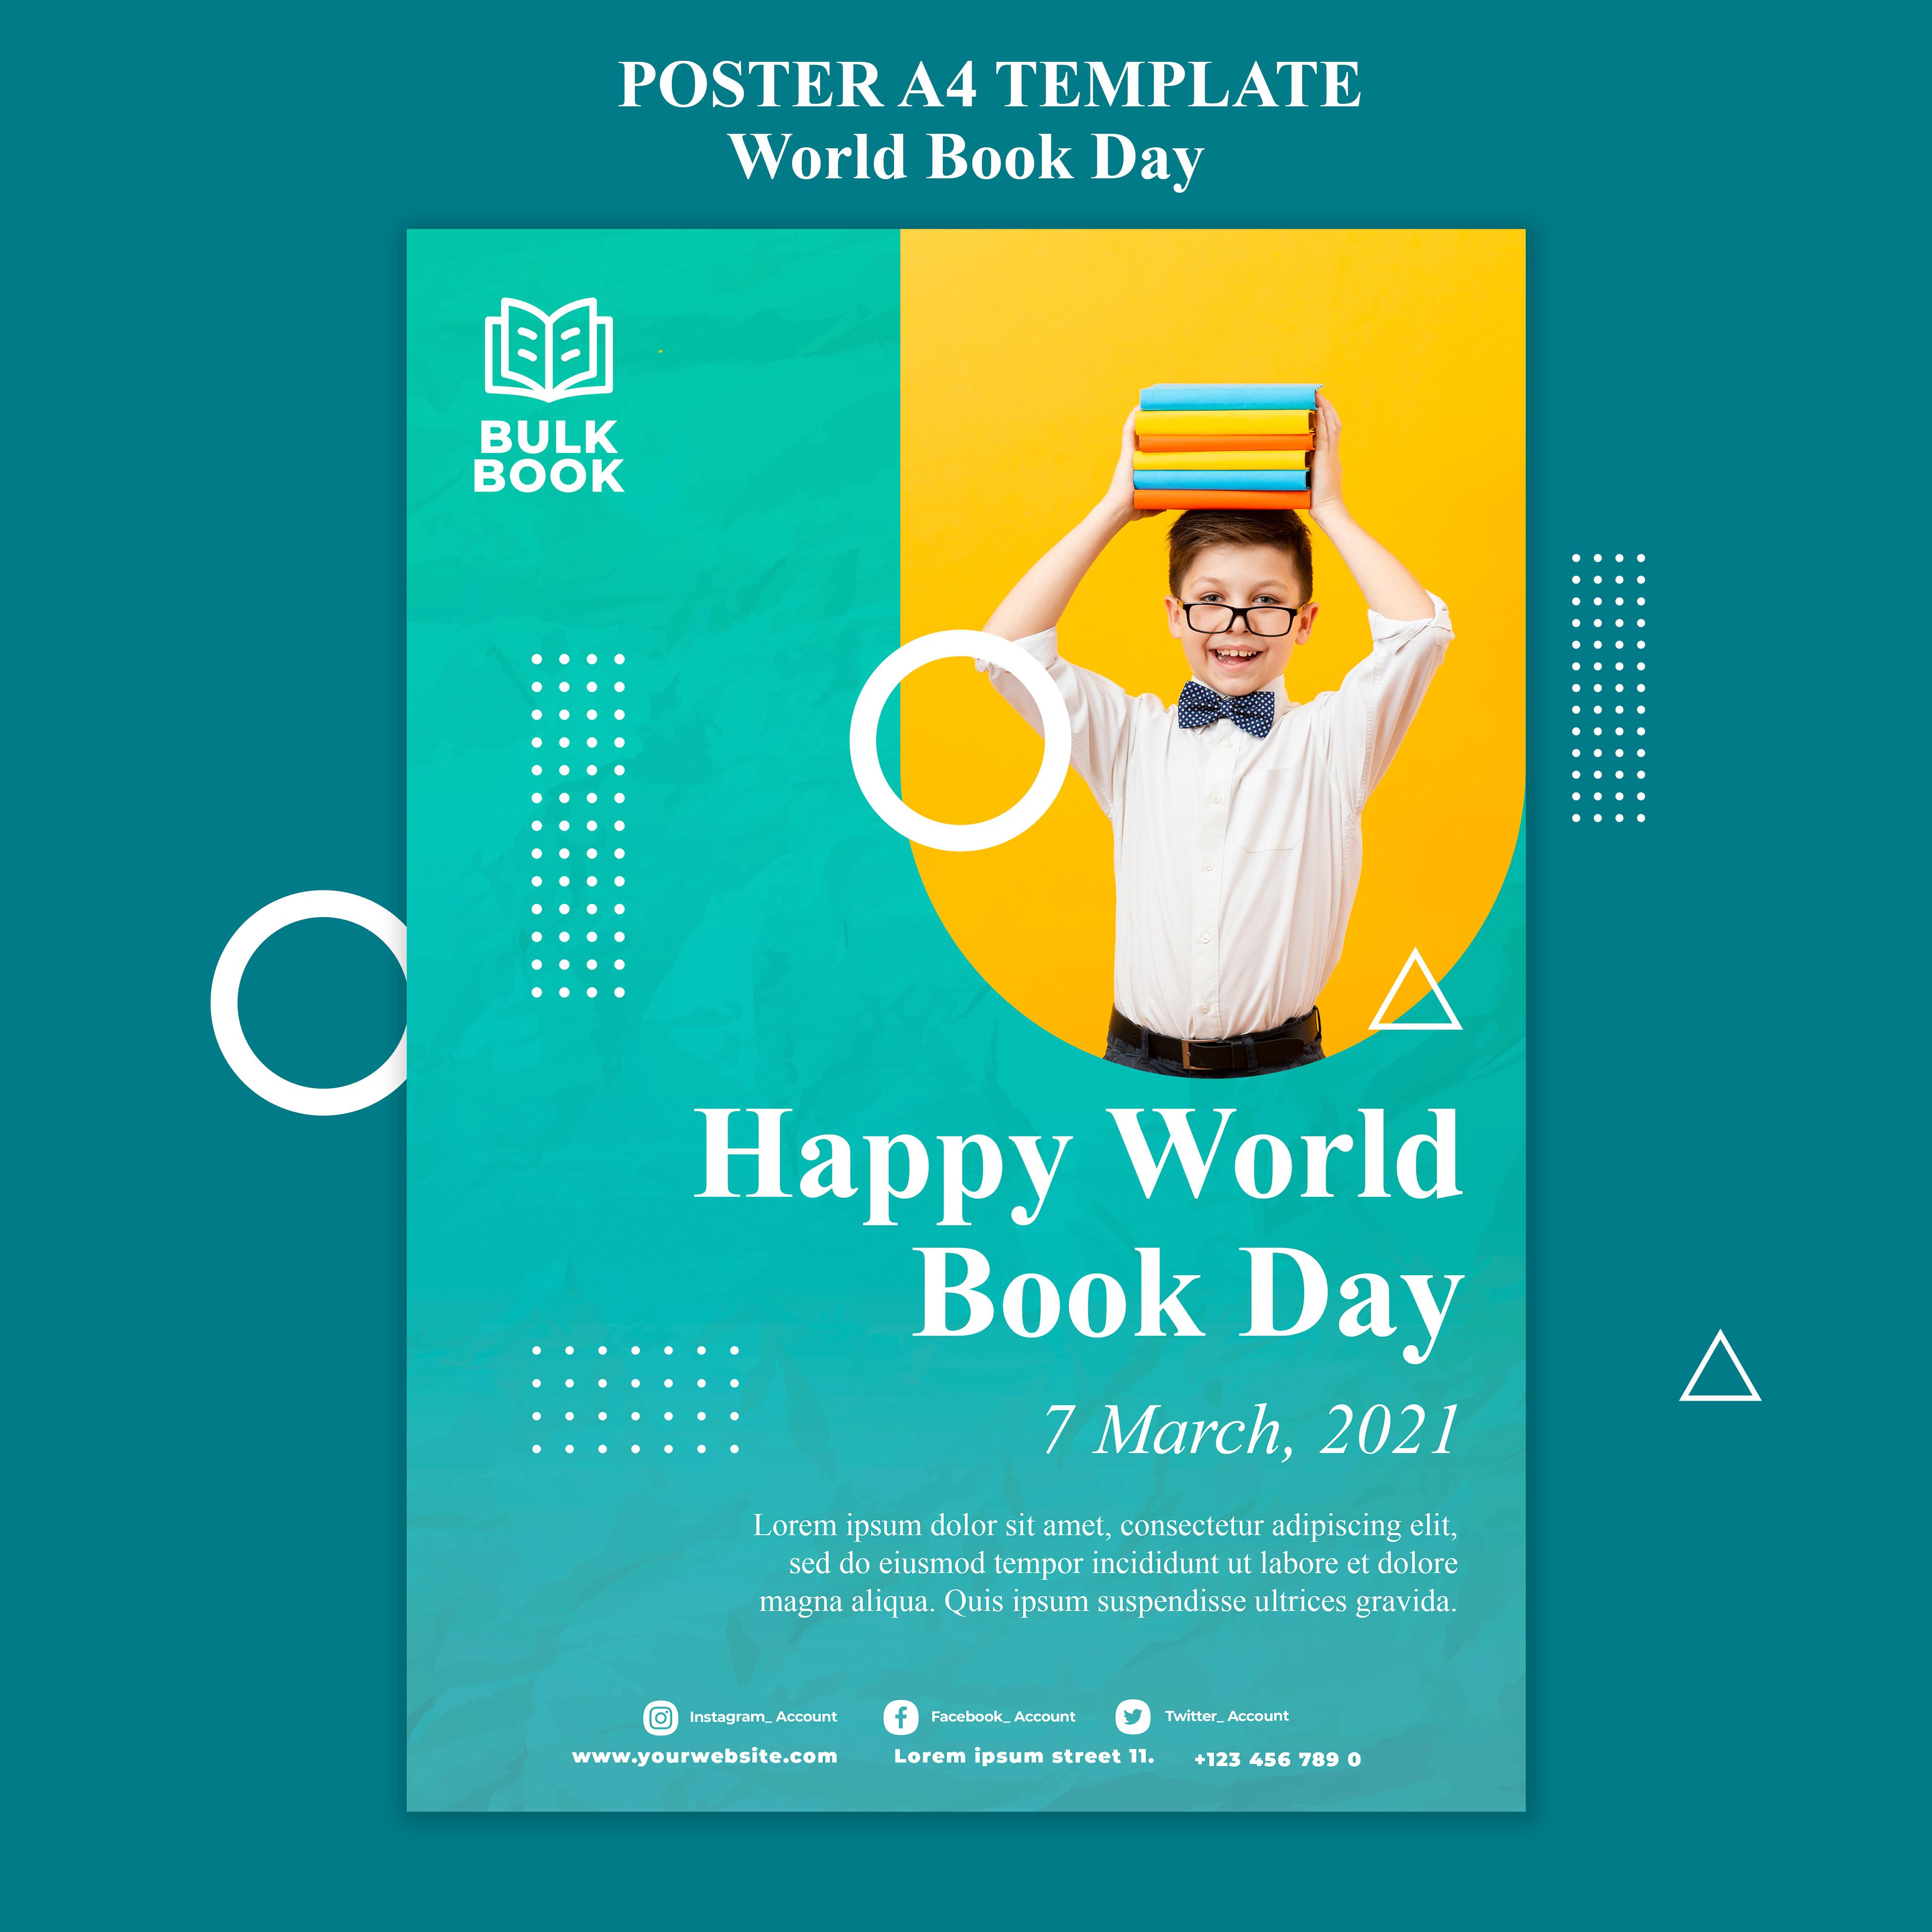 POSTER A4 TEMPLATE
World Book Day
BULK
BOOK
Happy World
Book Day
7 March, 2021
Lorem ipsum dolor sit amet, consectetur adipiscing elit,
sed do eiusmod tempor incididunt ut labore et dolore
magna aliqua. Quis ipsum suspendisse ultrices gravida.
Instagram_ Account Facebook_ Account Twitter_ Account
www.yourwebsite.com Lorem ipsum street 11. +123 456 789 0